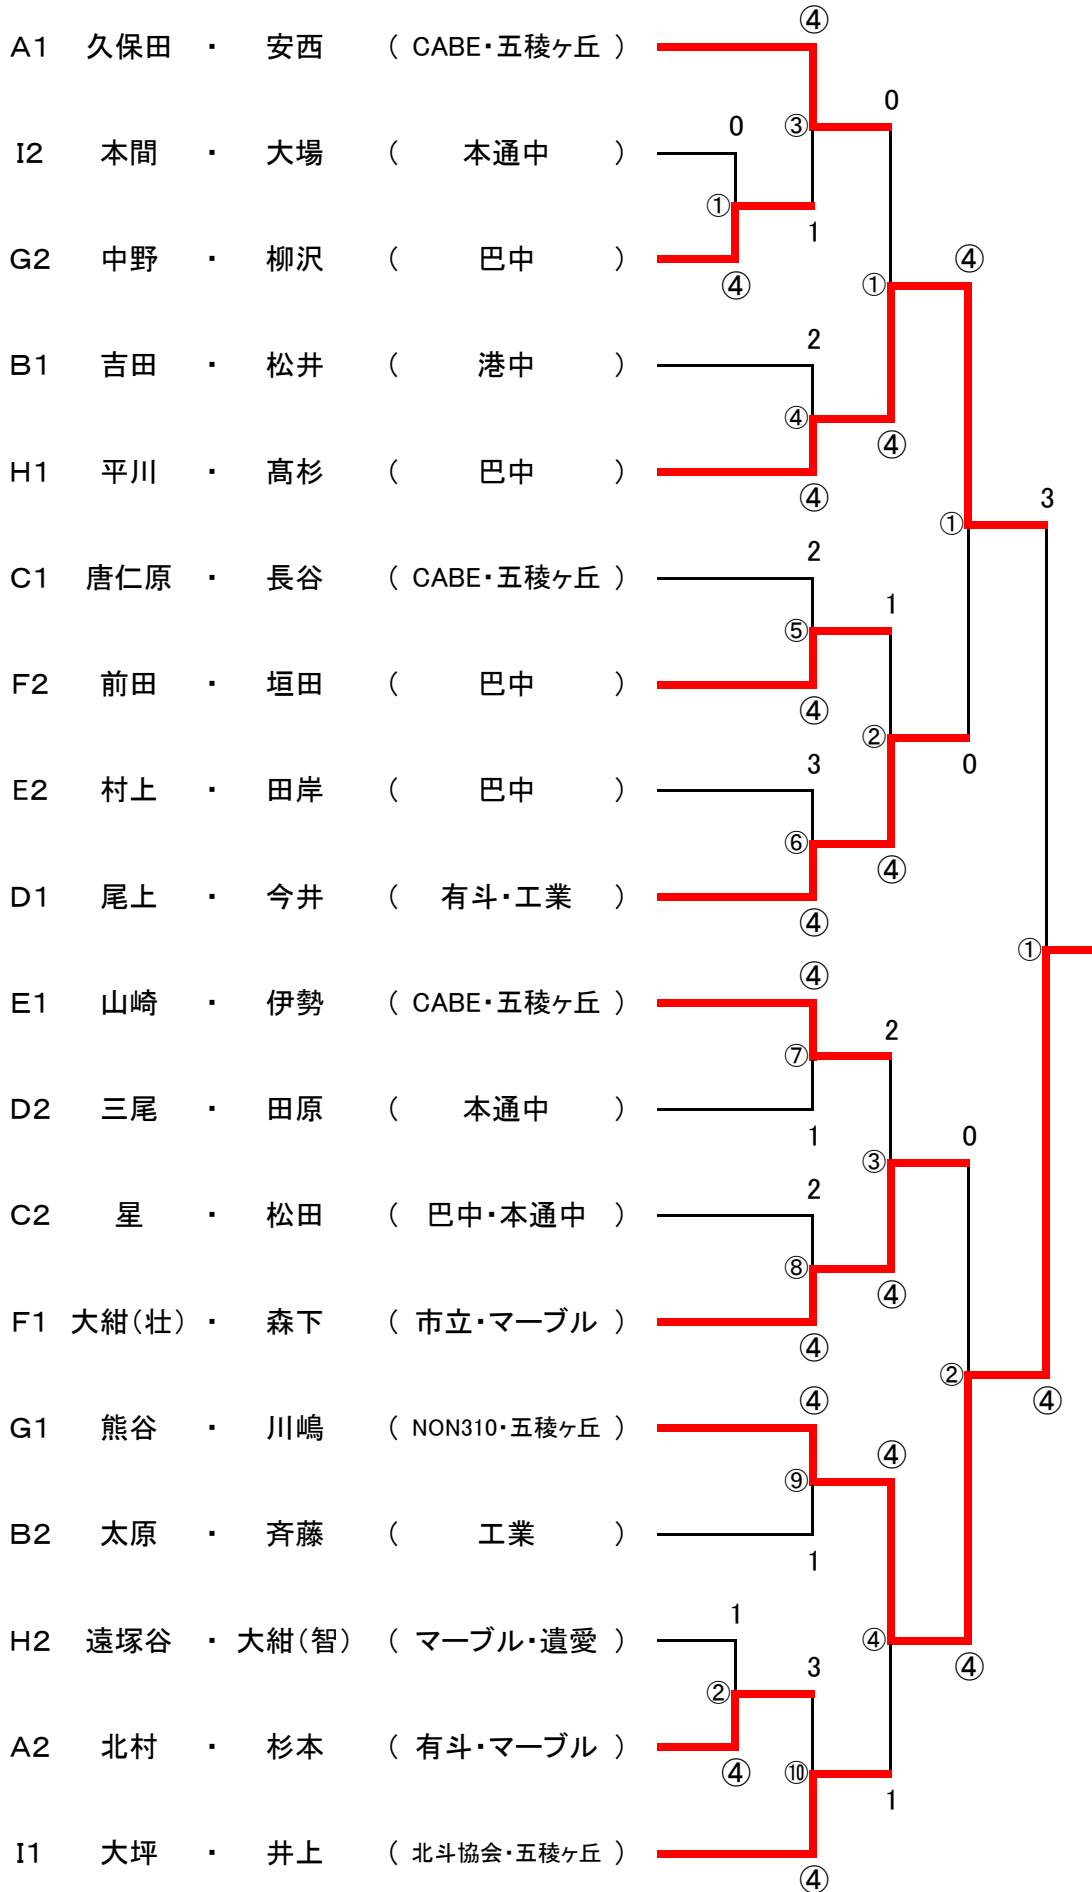 ④
A1 久保田 ・ 安西 ( CABE・五稜ヶ丘 )
0
0 ③
I2 本間 ・ 大場 ( 本通中 )
①
1
G2 中野 ・ 柳沢 ( 巴中 ) ④
④ ①
2
B1 吉田 ・ 松井 ( 港中 )
④
④
H1 平川 ・ 髙杉 ( 巴中 )
④ 3
①
2
C1 唐仁原 ・ 長谷 ( CABE・五稜ヶ丘 )
1
⑤
F2 前田 ・ 垣田 ( 巴中 )
④
②
3 0
E2 村上 ・ 田岸 ( 巴中 )
⑥
④
D1 尾上 ・ 今井 ( 有斗・工業 )
④
①
④
E1 山崎 ・ 伊勢 ( CABE・五稜ヶ丘 )
2
⑦
D2 三尾 ・ 田原 ( 本通中 )
1 0
③
2
C2 星 ・ 松田 ( 巴中・本通中 )
⑧
④
F1 大紺(壮) ・ 森下 ( 市立・マーブル )
④
②
④ ④
G1 熊谷 ・ 川嶋 ( NON310・五稜ヶ丘 )
④
⑨
B2 太原 ・ 斉藤 ( 工業 )
1
1
H2 遠塚谷 ・ 大紺(智) ( マーブル・遺愛 ) ④
3 ④
②
A2 北村 ・ 杉本 ( 有斗・マーブル )
④ ⑩
1
I1 大坪 ・ 井上 ( 北斗協会・五稜ヶ丘 )
④